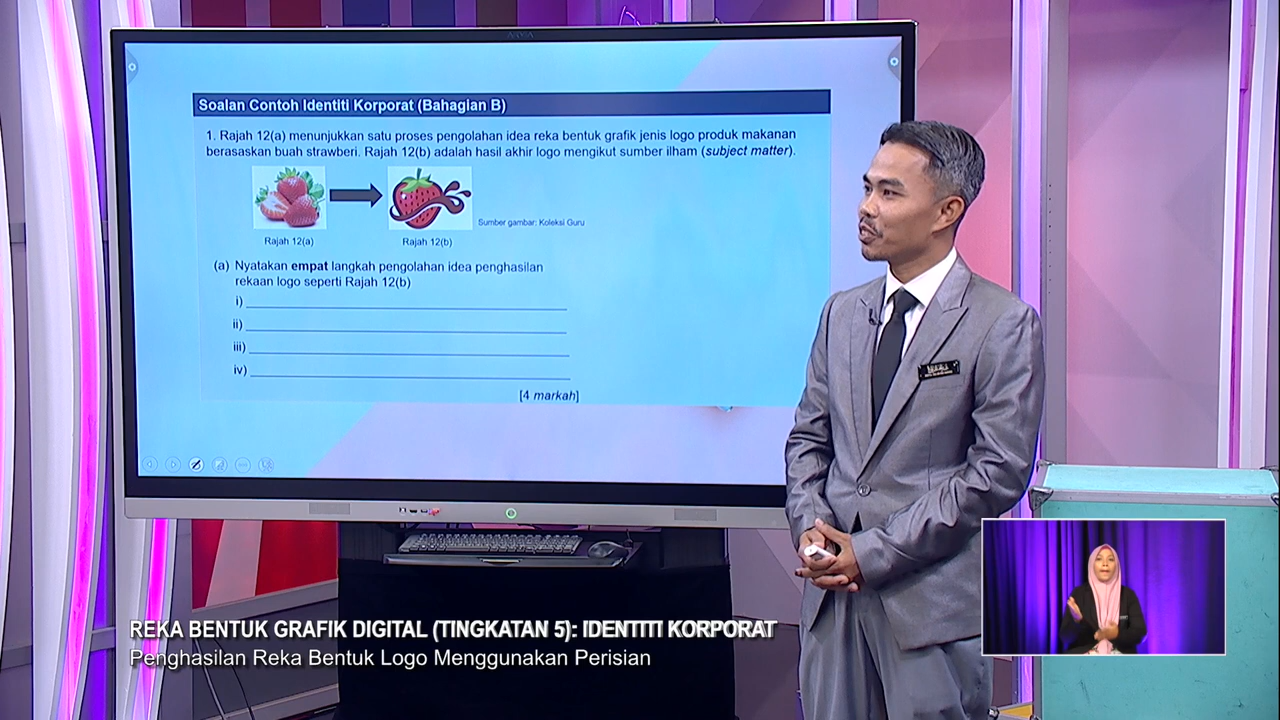 Soalan Contoh Identiti Korporat (Bahagian B)
1. Rajah 12(a) menunjukkan satu proses pengolahan idea reka bentuk grafik jenis logo produk makanan
berasaskan buah strawberi. Rajah 12(b) adalah hasil akhir logo mengikut sumber ilham (subject matter).
Sumber gambar: Koleksi Guru
Rajah 12(a)
Rajah 12(b)
(a) Nyatakan empat langkah pengolahan idea penghasilan
rekaan logo seperti Rajah 12(b)
i)
ii)
iii)
iv)
[4 markah]
REKA BENTUK GRAFIK DIGITAL (TINGKATAN 5): IDENTITI KORPORAT
Penghasilan Reka Bentuk Logo Menggunakan Perisian